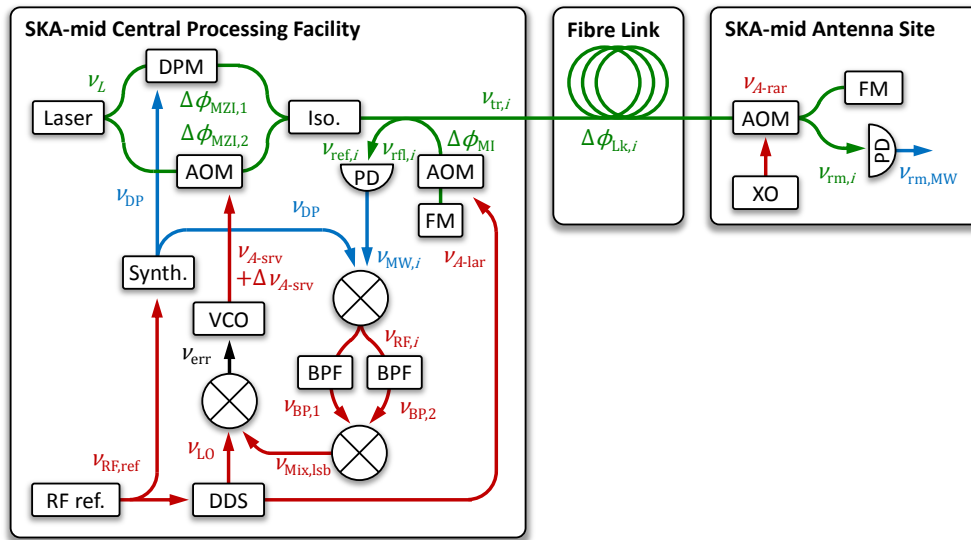 SKA-mid Central Processing Facility
Fibre Link
SKA-mid Antenna Site
DPM
ν_L
Δϕ_MZI,1
Laser
Iso.
Δϕ_MZI,2
AOM
ν_tr,i
Δϕ_Lk,i
ν_A-rar
FM
AOM
PD
ν_rm,i
ν_rm,MW
XO
ν_ref,i
ν_rfl,i
Δϕ_MI
PD
AOM
FM
ν_DP
ν_DP
ν_MW,i
ν_A-lar
Synth.
ν_A-srv
+Δν_A-srv
VCO
ν_RF,i
ν_err
BPF
BPF
ν_BP,1
ν_BP,2
ν_RF,ref
ν_LO
ν_Mix,lsb
RF ref.
DDS